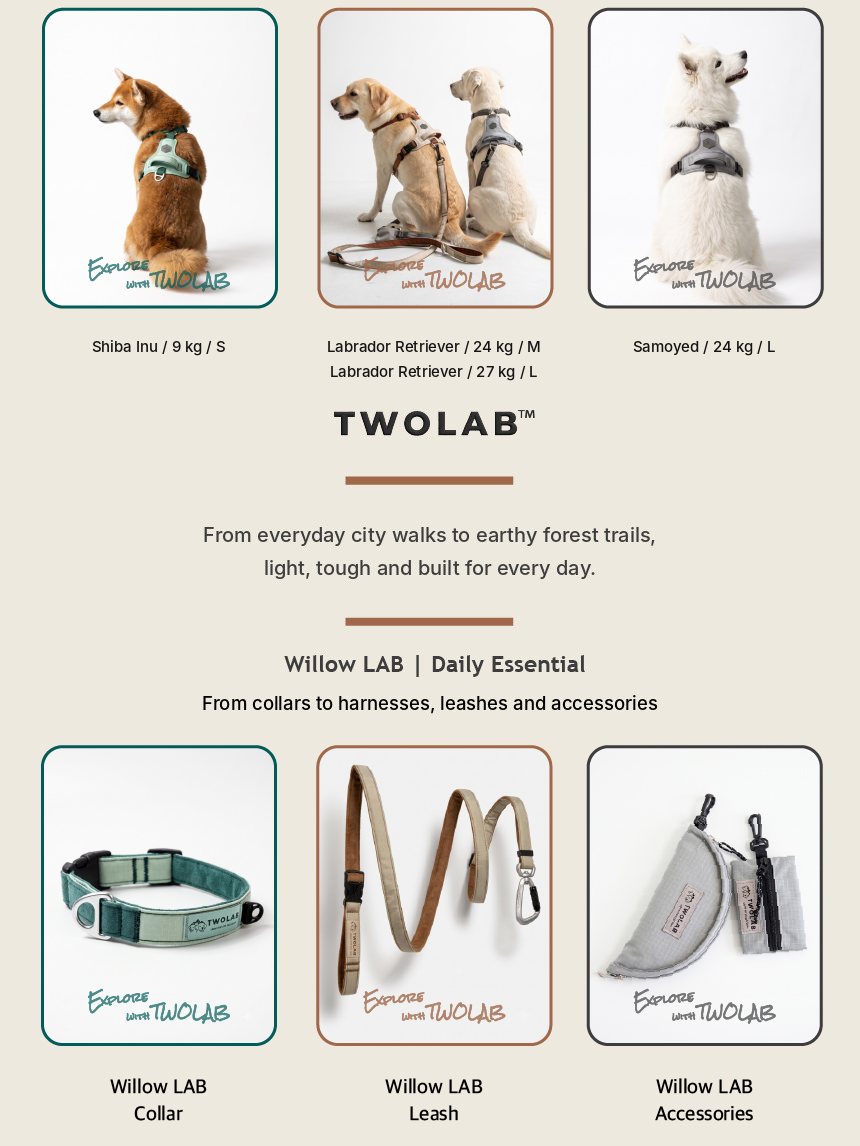 EXPLORE
WITH TWOLAB
EXPLORE
WITH TWOLAB
EXPLORE
WITH TWOLAB
Shiba Inu / 9 kg / S
Labrador Retriever / 24 kg / M
Labrador Retriever / 27 kg / L
Samoyed / 24 kg / L
TWOLAB™
From everyday city walks to earthy forest trails,
light, tough and built for every day.
Willow LAB | Daily Essential
From collars to harnesses, leashes and accessories
TWOLAB
TWOLAB
TWOLAB
TWOLAB
EXPLORE
WITH TWOLAB
EXPLORE
WITH TWOLAB
EXPLORE
WITH TWOLAB
Willow LAB
Collar
Willow LAB
Leash
Willow LAB
Accessories